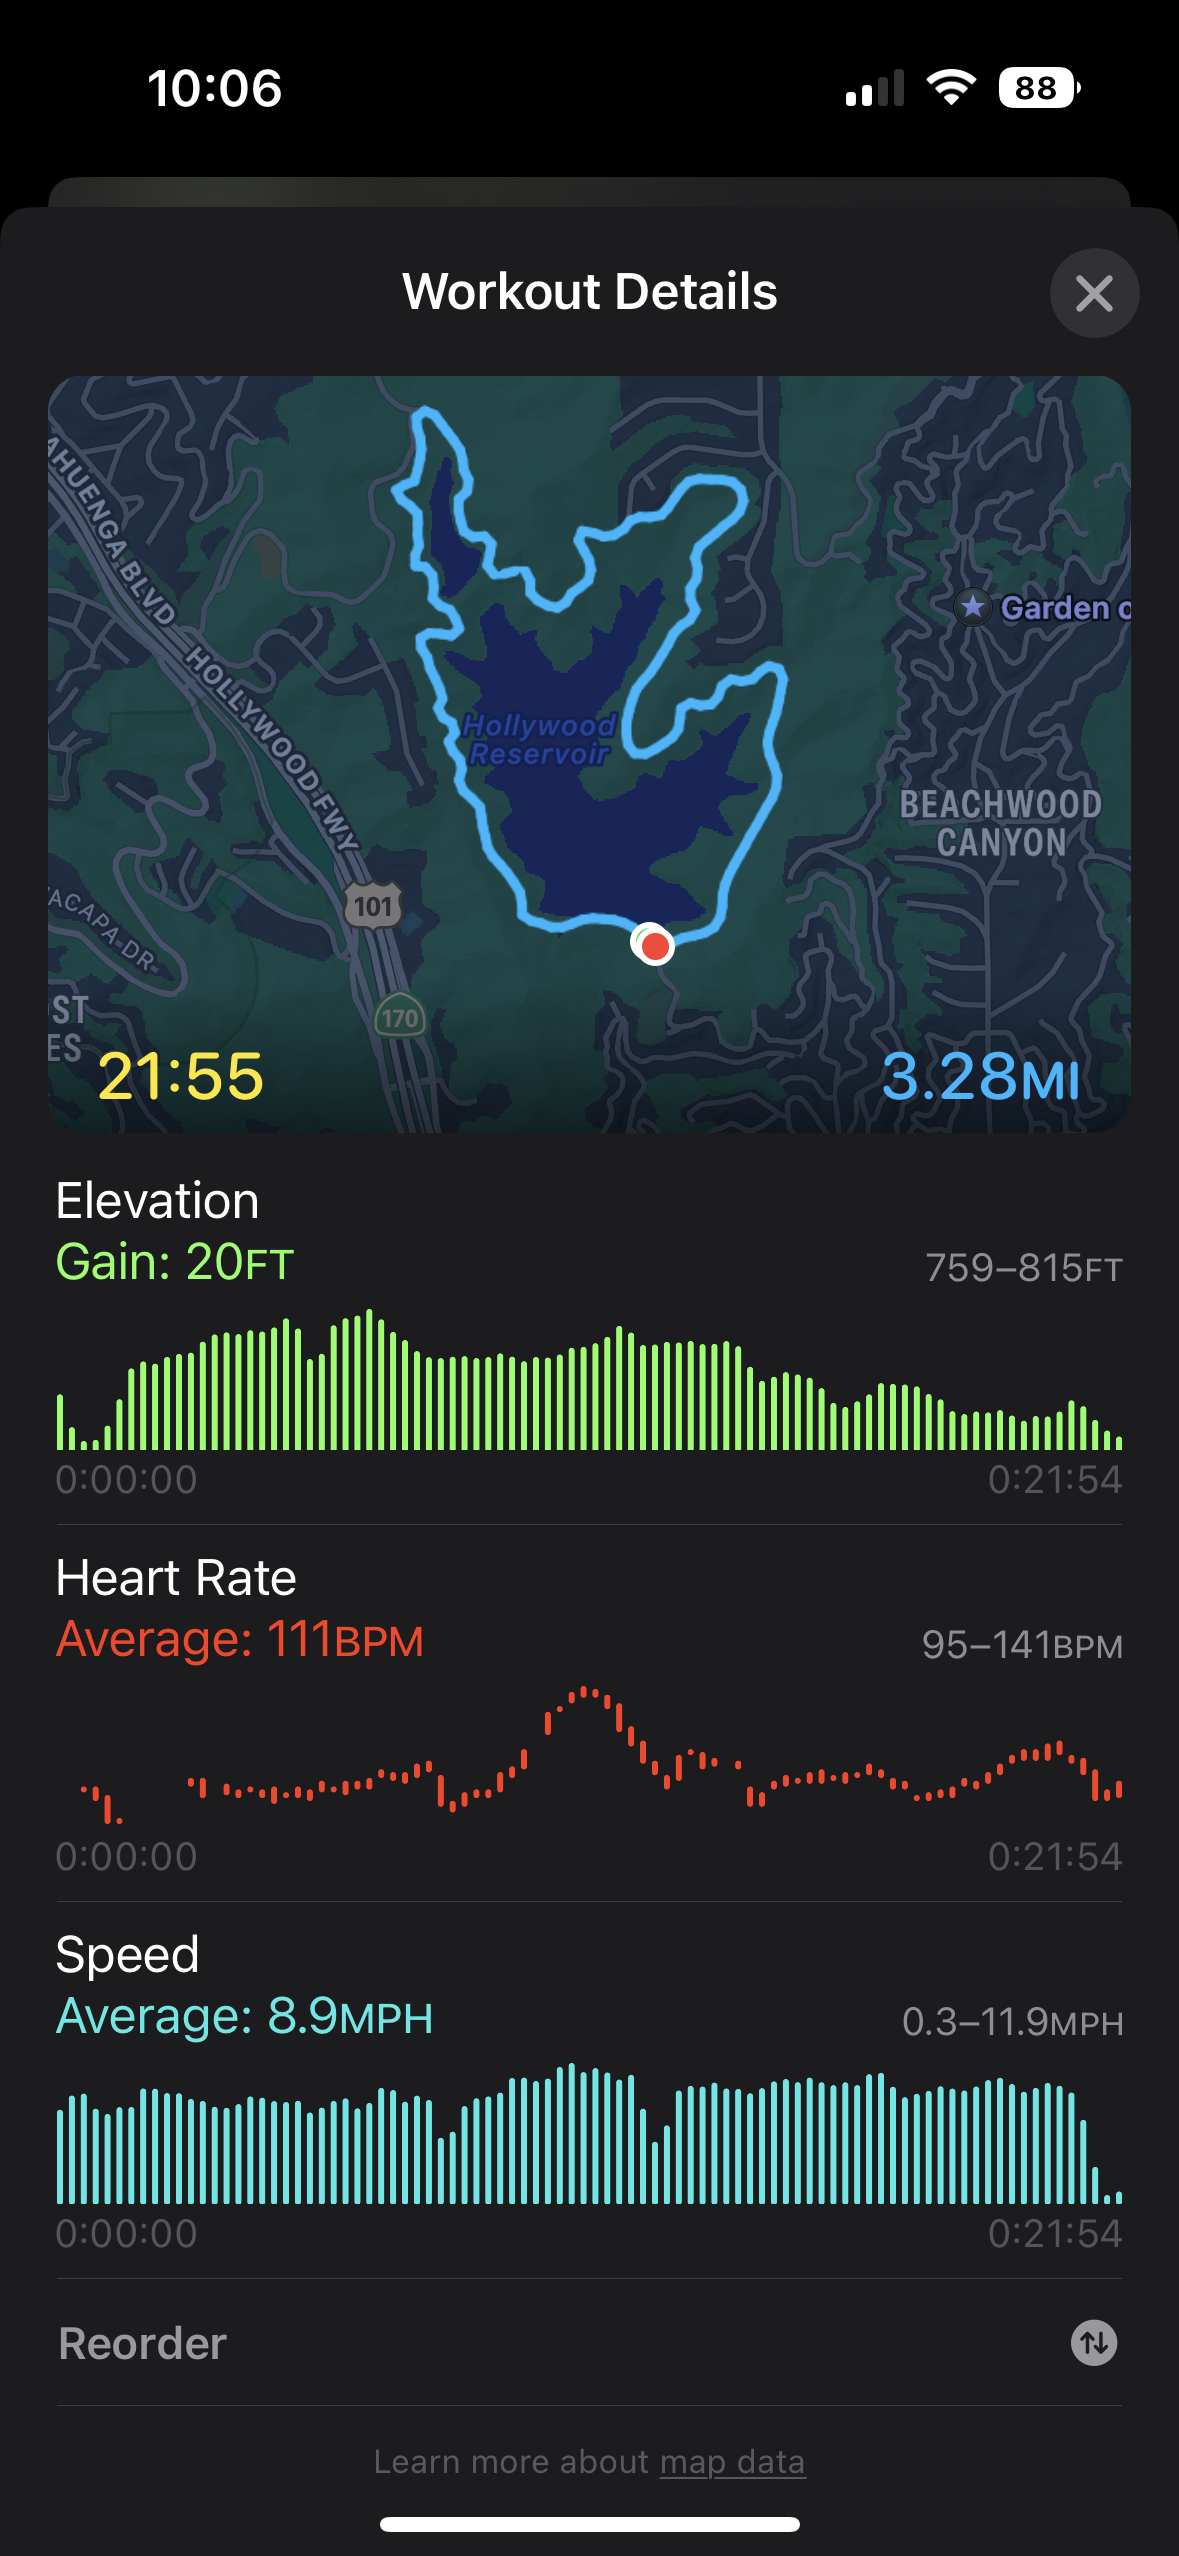 10:06
88
Workout Details
AHUENGA BLVD
HOLLYWOOD FWY
Garden
Hollywood
Reservoir
BEACHWOOD
CANYON
101
ACAPA DR
170
ST
ES
21:55
3.28MI
Elevation
Gain: 20FT
759–815FT
0:00:00
0:21:54
Heart Rate
Average: 111BPM
95–141BPM
0:00:00
0:21:54
Speed
Average: 8.9MPH
0.3–11.9MPH
0:00:00
0:21:54
Reorder
Learn more about map data